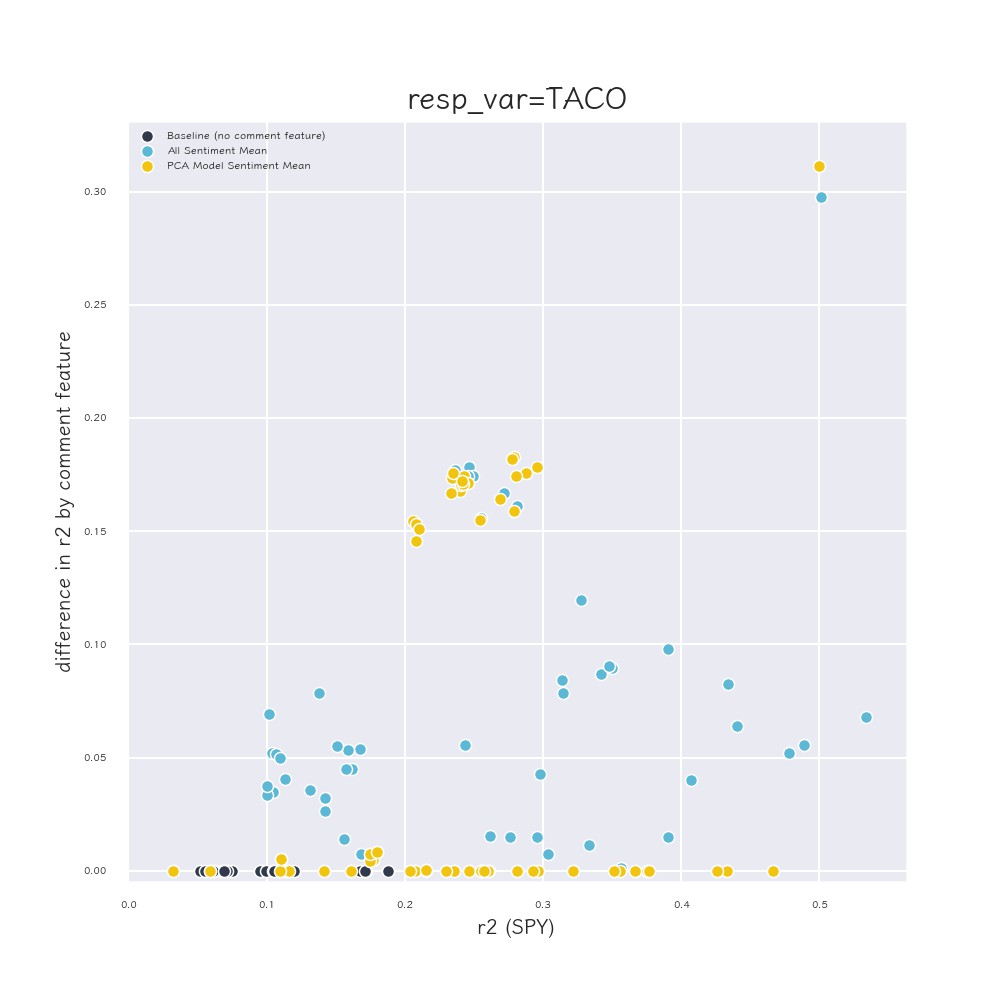 resp_var=TACO
Baseline (no comment feature)
All Sentiment Mean
PCA Model Sentiment Mean
difference in r2 by comment feature
0.30
0.25
0.20
0.15
0.10
0.05
0.00
0.0 0.1 0.2 0.3 0.4 0.5
r2 (SPY)